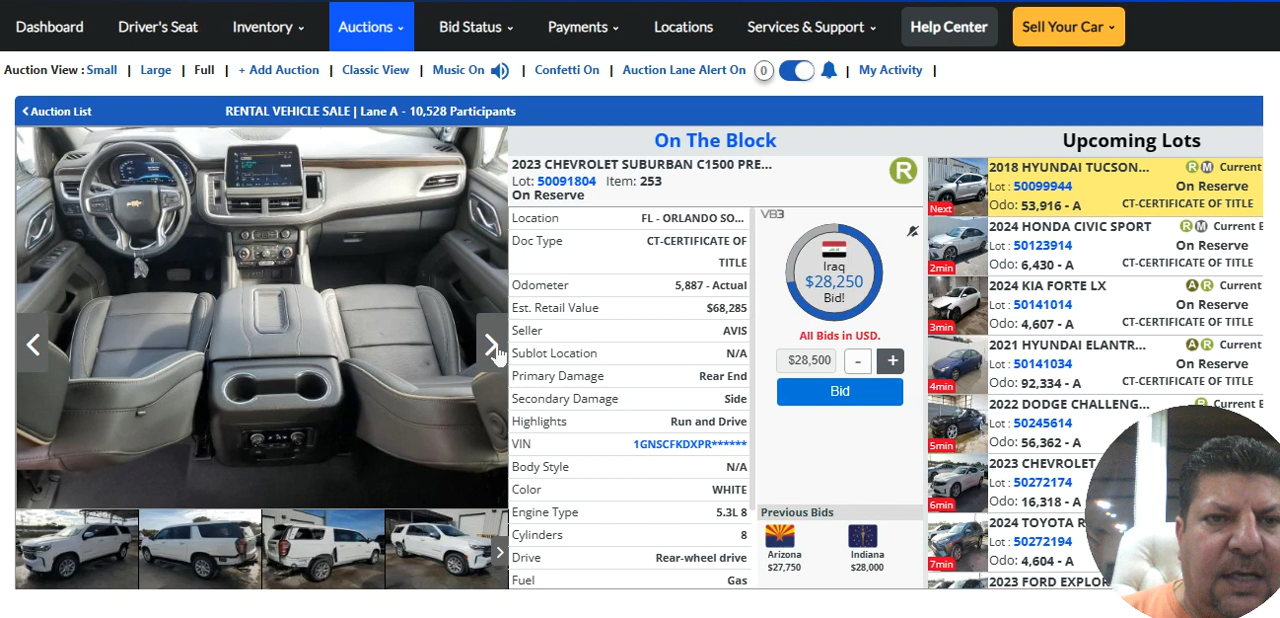 Dashboard Driver's Seat Inventory Auctions Bid Status Payments Locations Services & Support Help Center Sell Your Car
Auction View : Small | Large | Full | + Add Auction | Classic View | Music On | Confetti On | Auction Lane Alert On 0 | My Activity |
Auction List RENTAL VEHICLE SALE | Lane A - 10,528 Participants
On The Block
2023 CHEVROLET SUBURBAN C1500 PRE...
Lot: 50091804 Item: 253
On Reserve
R
Location FL - ORLANDO SO...
Doc Type CT-CERTIFICATE OF
TITLE
Odometer 5,887 - Actual
Est. Retail Value $68,285
Seller AVIS
Sublot Location N/A
Primary Damage Rear End
Secondary Damage Side
Highlights Run and Drive
VIN 1GNSCFKDXPR******
Body Style N/A
Color WHITE
Engine Type 5.3L 8
Cylinders 8
Drive Rear-wheel drive
Fuel Gas
VB3
Iraq
$28,250
Bid!
All Bids in USD.
$28,500 - +
Bid
Previous Bids
Arizona Indiana
$27,750 $28,000
Upcoming Lots
2018 HYUNDAI TUCSON... R M Current
Lot : 50099944 On Reserve
Next Odo: 53,916 - A CT-CERTIFICATE OF TITLE
2024 HONDA CIVIC SPORT R M Current
Lot : 50123914 On Reserve
2min Odo: 6,430 - A CT-CERTIFICATE OF TITLE
2024 KIA FORTE LX A R Current
Lot : 50141014 On Reserve
3min Odo: 4,607 - A CT-CERTIFICATE OF TITLE
2021 HYUNDAI ELANTR... A R Current
Lot : 50141034 On Reserve
4min Odo: 92,334 - A CT-CERTIFICATE OF TITLE
2022 DODGE CHALLENG... Current
Lot : 50245614
5min Odo: 56,362 - A
2023 CHEVROLET
Lot : 50272174
6min Odo: 16,318 - A
2024 TOYOTA R
Lot : 50272194
7min Odo: 4,604 - A
2023 FORD EXPLOR